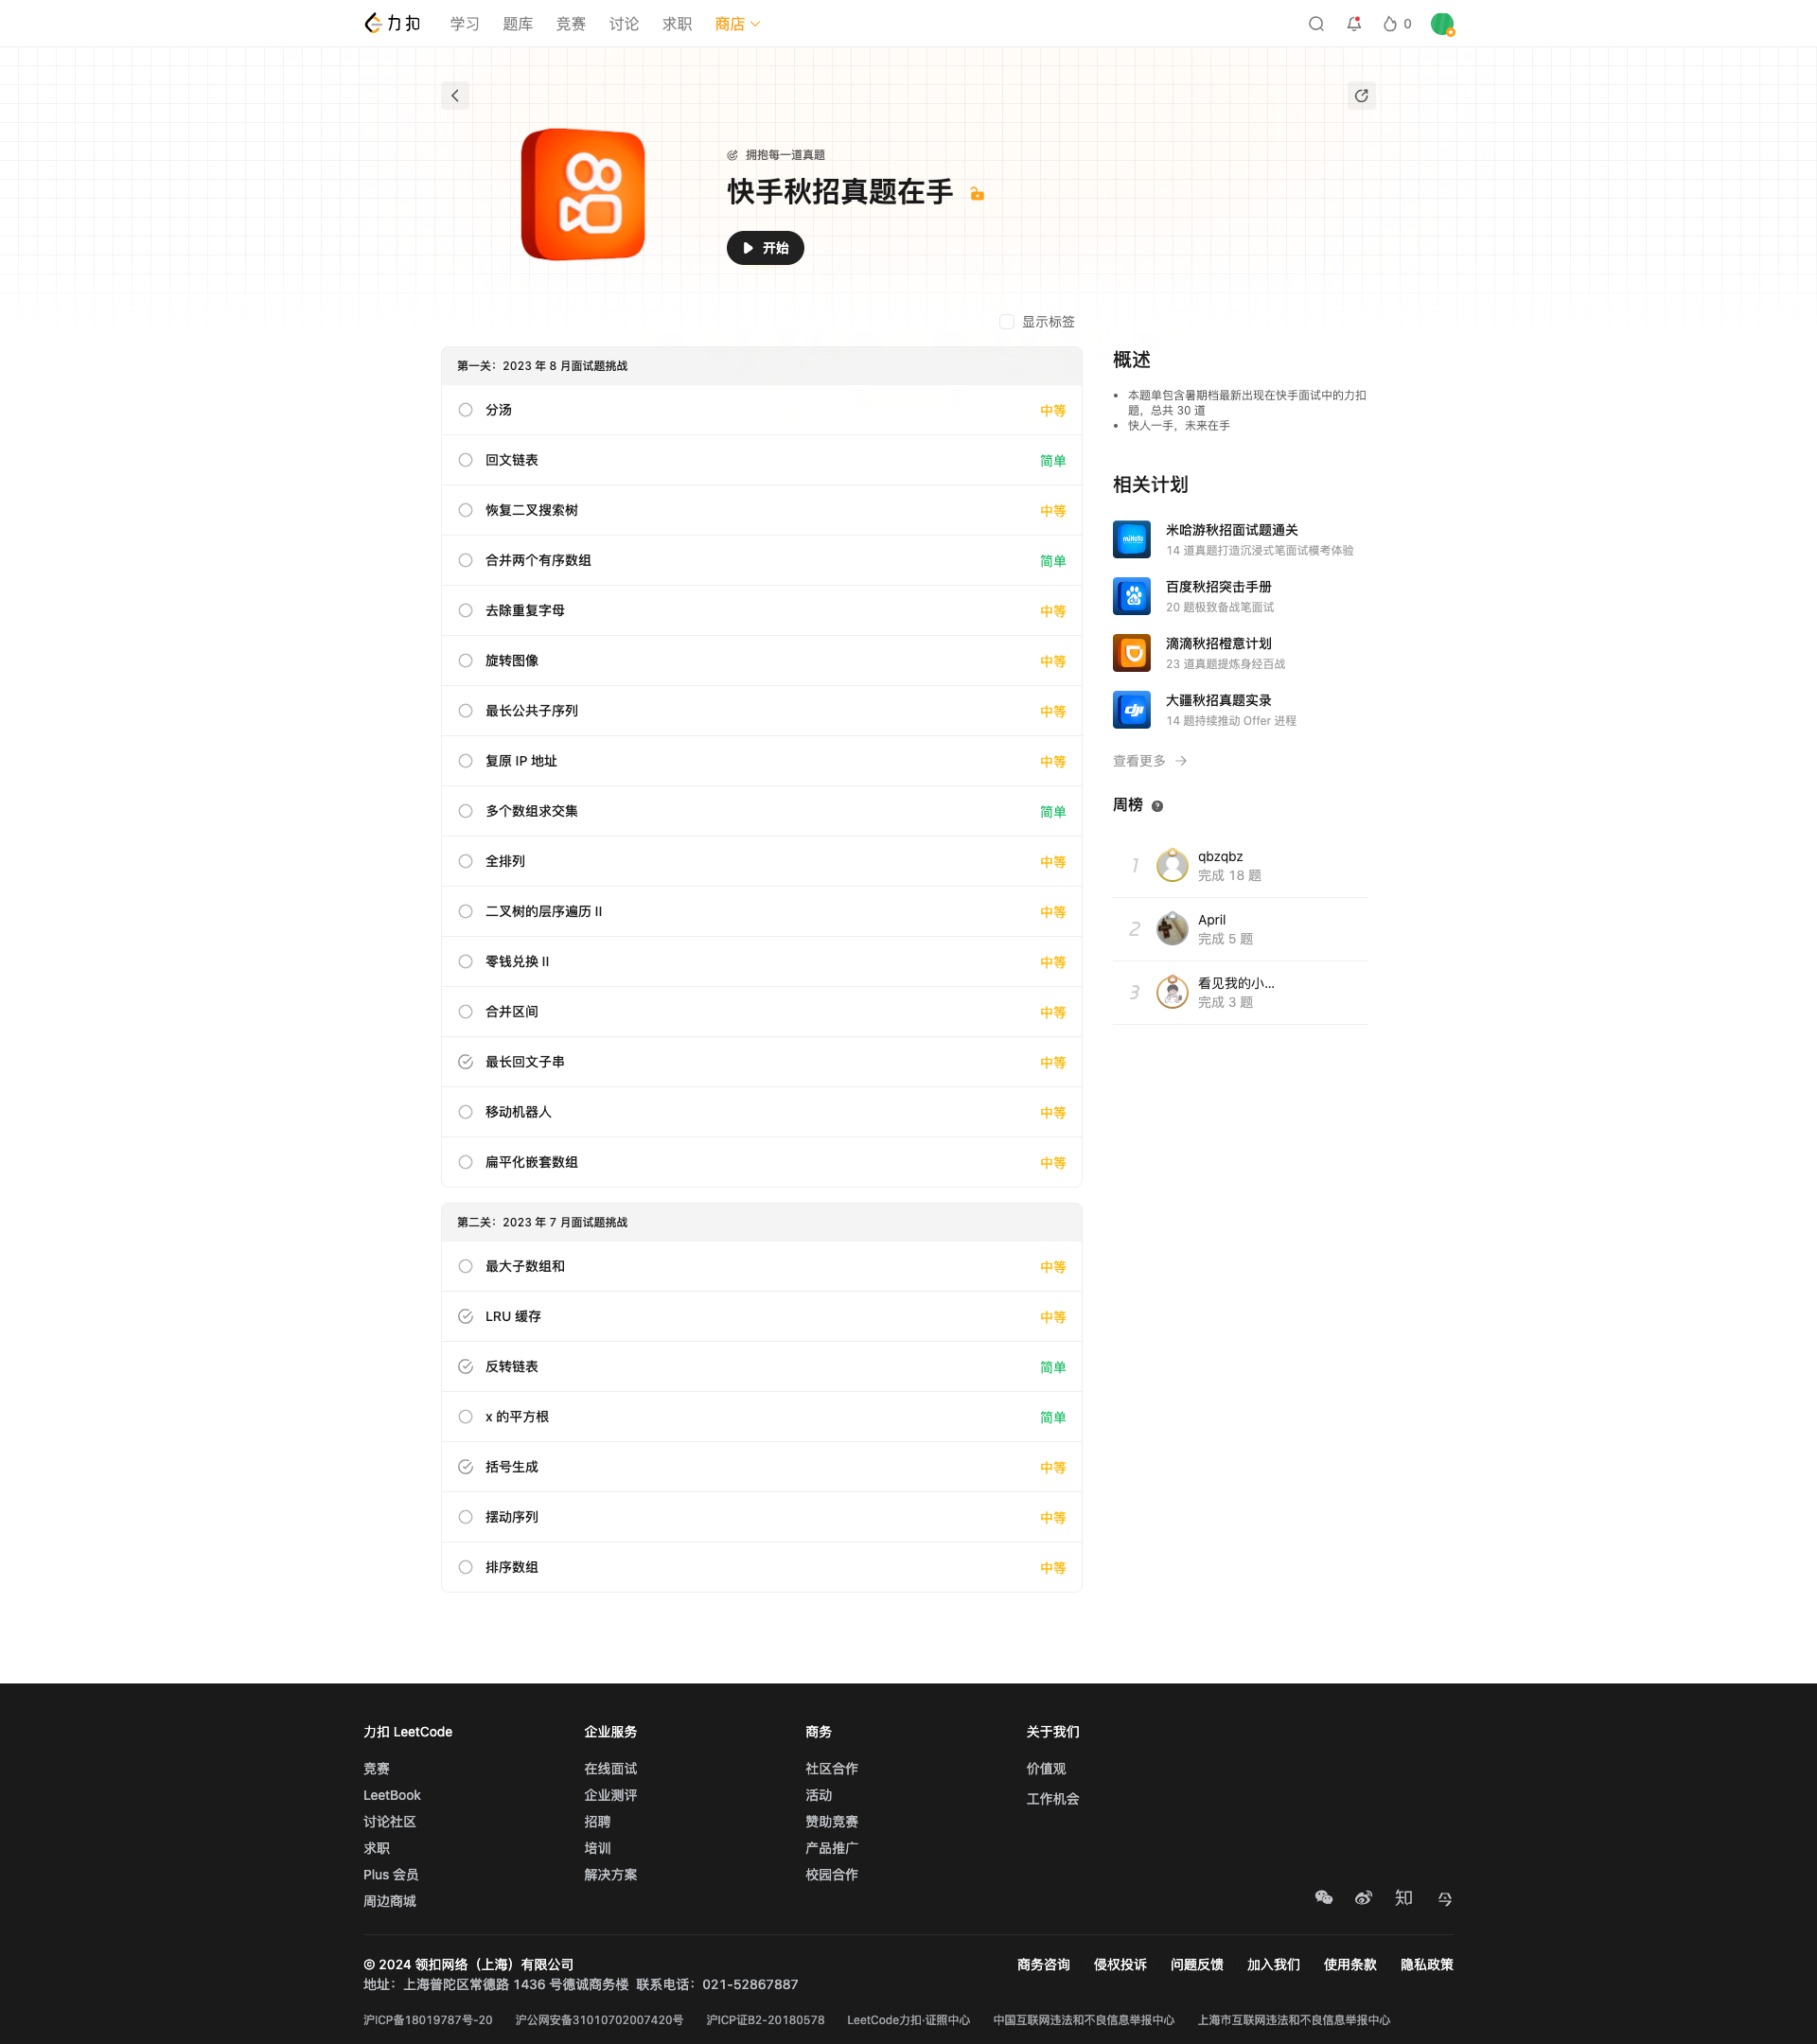 力扣 学习 题库 竞赛 讨论 求职 商店 0
拥抱每一道真题
快手秋招真题在手
开始
显示标签
第一关：2023 年 8 月面试题挑战
分汤 中等
回文链表 简单
恢复二叉搜索树 中等
合并两个有序数组 简单
去除重复字母 中等
旋转图像 中等
最长公共子序列 中等
复原 IP 地址 中等
多个数组求交集 简单
全排列 中等
二叉树的层序遍历 II 中等
零钱兑换 II 中等
合并区间 中等
最长回文子串 中等
移动机器人 中等
扁平化嵌套数组 中等
第二关：2023 年 7 月面试题挑战
最大子数组和 中等
LRU 缓存 中等
反转链表 简单
x 的平方根 简单
括号生成 中等
摆动序列 中等
排序数组 中等
概述
本题单包含暑期档最新出现在快手面试中的力扣
题，总共 30 道
快人一手，未来在手
相关计划
miHoYo
米哈游秋招面试题通关
14 道真题打造沉浸式笔面试模考体验
百度秋招突击手册
20 题极致备战笔面试
滴滴秋招橙意计划
23 道真题提炼身经百战
dji
大疆秋招真题实录
14 题持续推动 Offer 进程
查看更多
周榜 ?
1 qbzqbz
完成 18 题
2 April
完成 5 题
3 看见我的小...
完成 3 题
力扣 LeetCode 企业服务 商务 关于我们
竞赛 在线面试 社区合作 价值观
LeetBook 企业测评 活动 工作机会
讨论社区 招聘 赞助竞赛
求职 培训 产品推广
Plus 会员 解决方案 校园合作
周边商城
知
© 2024 领扣网络（上海）有限公司 商务咨询 侵权投诉 问题反馈 加入我们 使用条款 隐私政策
地址：上海普陀区常德路 1436 号德诚商务楼 联系电话：021-52867887
沪ICP备18019787号-20 沪公网安备31010702007420号 沪ICP证B2-20180578 LeetCode力扣·证照中心 中国互联网违法和不良信息举报中心 上海市互联网违法和不良信息举报中心